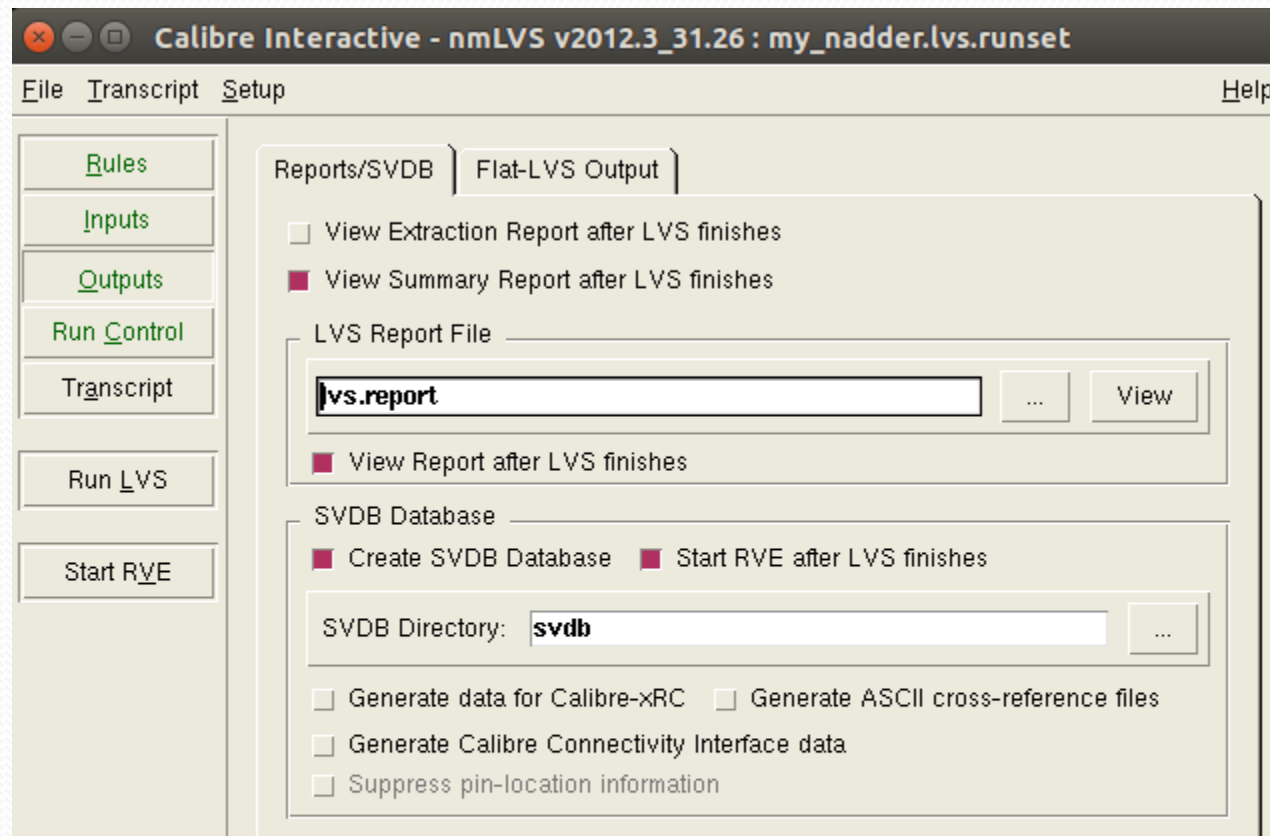 Calibre Interactive - nmLVS v2012.3_31.26 : my_nadder.lvs.runset
File Transcript Setup Help
Rules
Inputs
Outputs
Run Control
Transcript
Run LVS
Start RVE
Reports/SVDB Flat-LVS Output
View Extraction Report after LVS finishes
View Summary Report after LVS finishes
LVS Report File
lvs.report ... View
View Report after LVS finishes
SVDB Database
Create SVDB Database Start RVE after LVS finishes
SVDB Directory: svdb ...
Generate data for Calibre-xRC Generate ASCII cross-reference files
Generate Calibre Connectivity Interface data
Suppress pin-location information